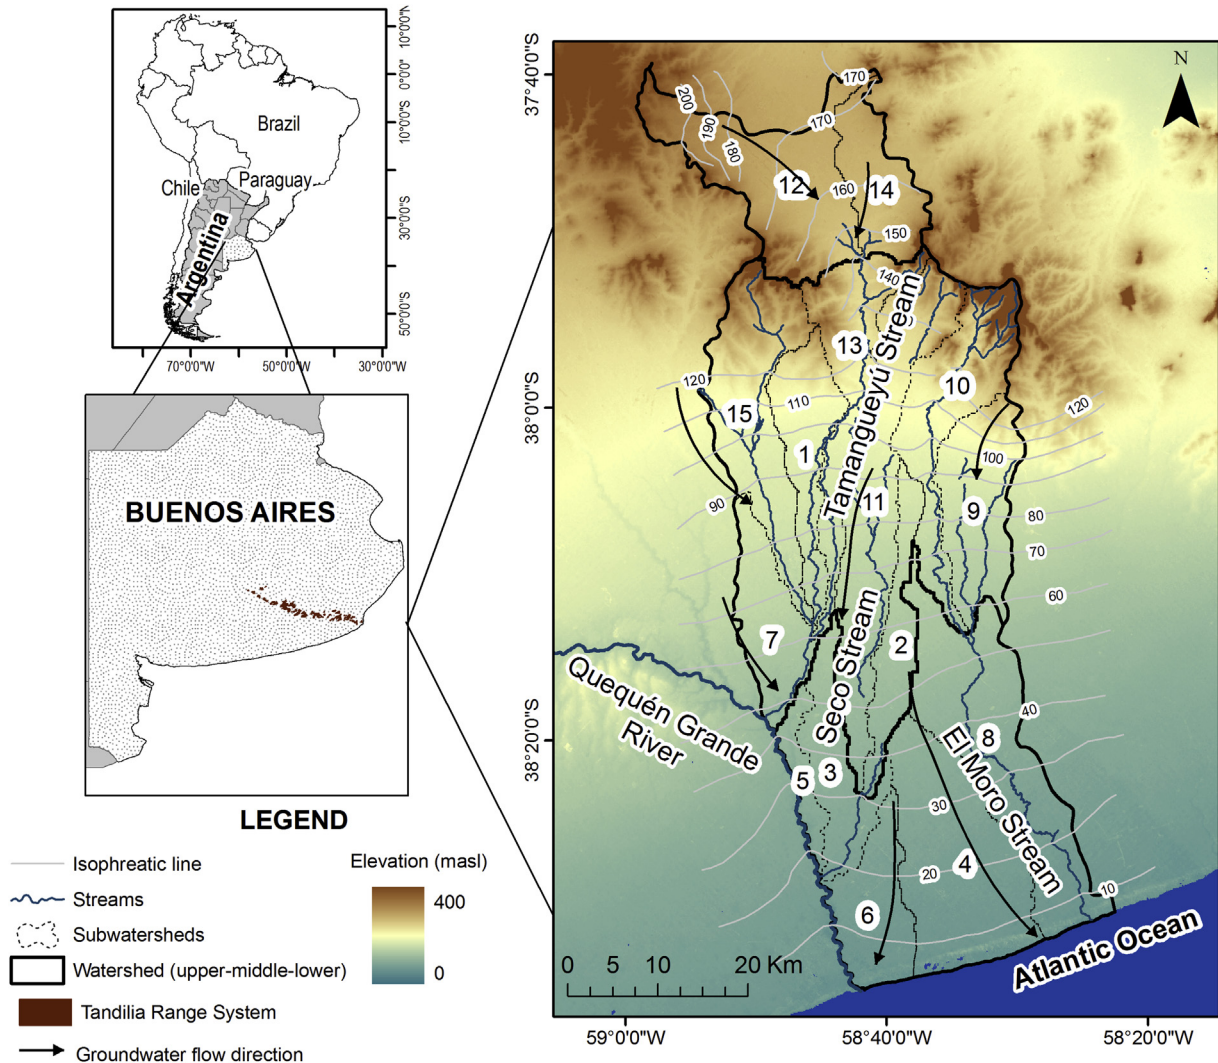 10°0'0"N
0°0'0"
10°0'0"S
30°0'0"S
50°0'0"S
Brazil
Chile
Paraguay
Argentina
70°0'0"W
50°0'0"W
30°0'0"W
BUENOS AIRES
LEGEND
Isophreatic line
Streams
Subwatersheds
Watershed (upper-middle-lower)
Tandilia Range System
Groundwater flow direction
Elevation (masl)
400
0
37°40'0"S
38°0'0"S
38°20'0"S
N
170
200
170
190
180
12
160
14
150
140
13
120
10
110
120
15
1
100
90
11
9
80
70
60
7
2
40
8
5
3
30
20
4
10
6
Tamangueyú Stream
Seco Stream
Quequén Grande
River
El Moro Stream
Atlantic Ocean
0 5 10 20 Km
59°0'0"W
58°40'0"W
58°20'0"W